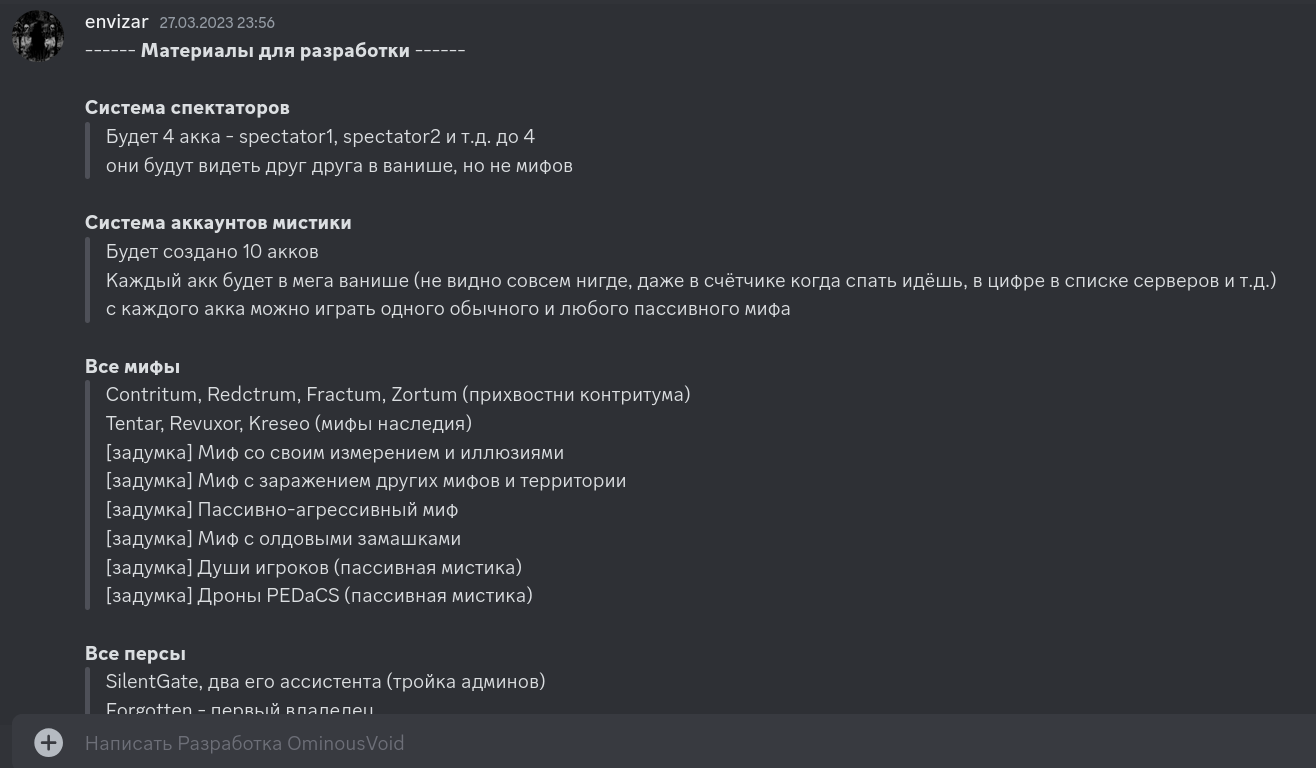 envizar 27.03.2023 23:56
------ Материалы для разработки ------
Система спектаторов
Будет 4 акка - spectator1, spectator2 и т.д. до 4
они будут видеть друг друга в ванише, но не мифов
Система аккаунтов мистики
Будет создано 10 акков
Каждый акк будет в мега ванише (не видно совсем нигде, даже в счётчике когда спать идёшь, в цифре в списке серверов и т.д.)
с каждого акка можно играть одного обычного и любого пассивного мифа
Все мифы
Contritum, Redctrum, Fractum, Zortum (прихвостни контритума)
Tentar, Revuxor, Kreseo (мифы наследия)
[задумка] Миф со своим измерением и иллюзиями
[задумка] Миф с заражением других мифов и территории
[задумка] Пассивно-агрессивный миф
[задумка] Миф с олдовыми замашками
[задумка] Души игроков (пассивная мистика)
[задумка] Дроны PEDaCS (пассивная мистика)
Все персы
SilentGate, два его ассистента (тройка админов)
Forgotten - первый владелец
Написать Разработка OminousVoid